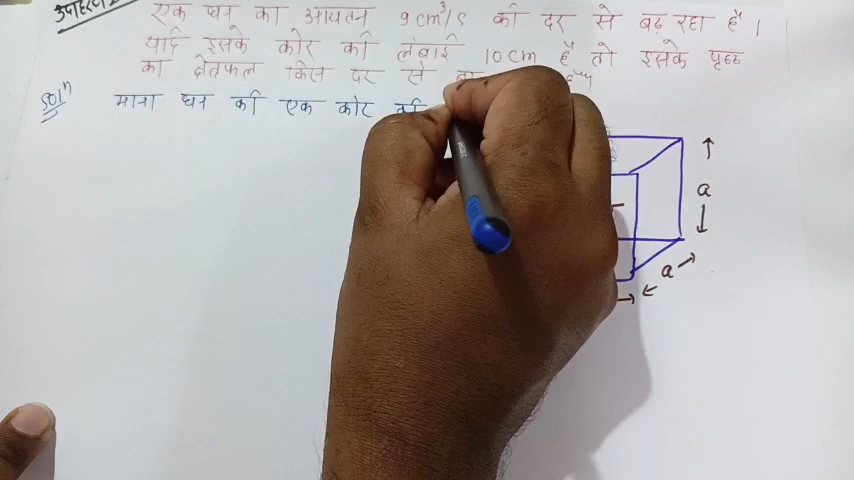 उदाहरण
एक घन का आयतन 9 cm³/s की दर से बढ़ रहा है ।
यदि इसके कोर की लंबाई 10 cm है तो इसके पृष्ठ
का क्षेत्रफल किस दर से
Solⁿ माना घन की एक कोर की
a
a